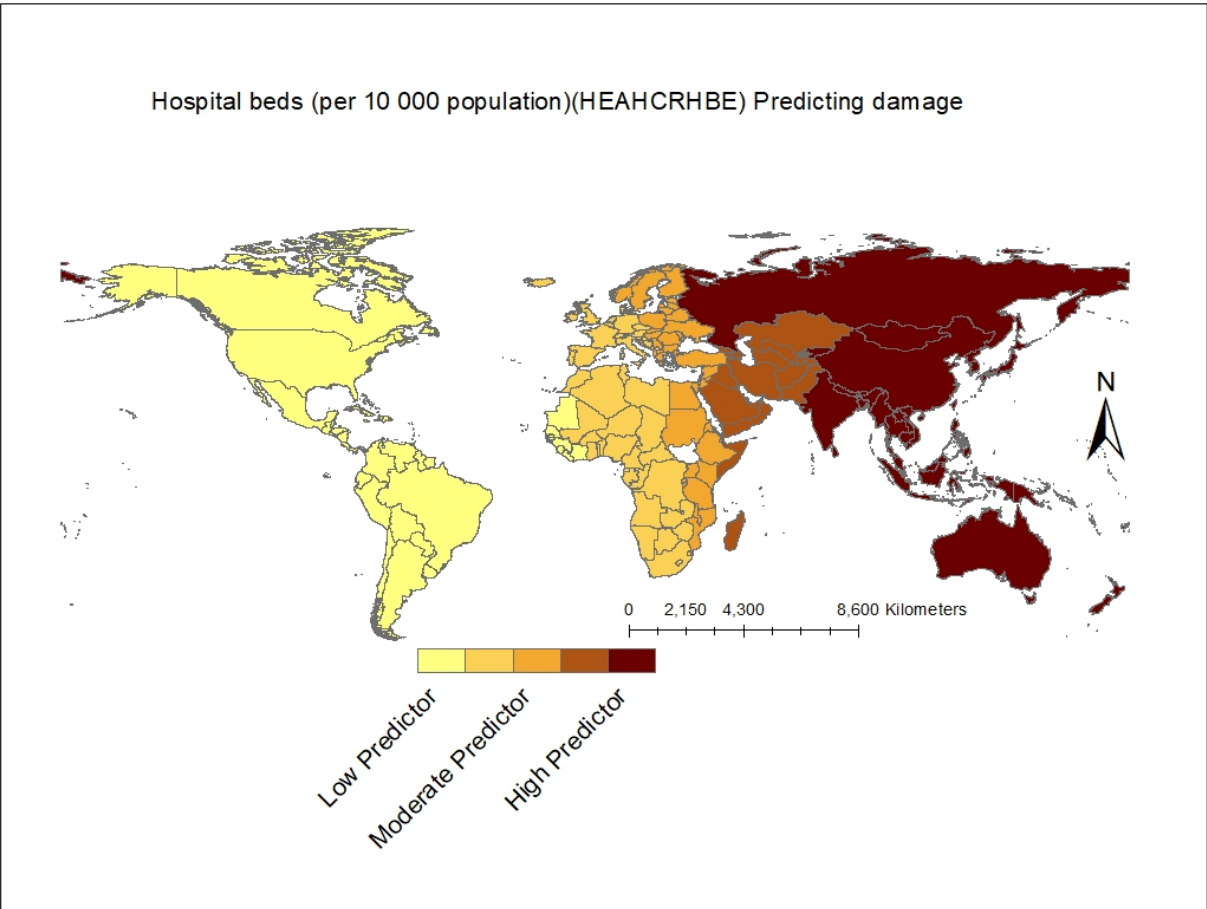 Hospital beds (per 10 000 population)(HEAHCRHBE) Predicting damage
N
0 2,150 4,300 8,600 Kilometers
Low Predictor
Moderate Predictor
High Predictor